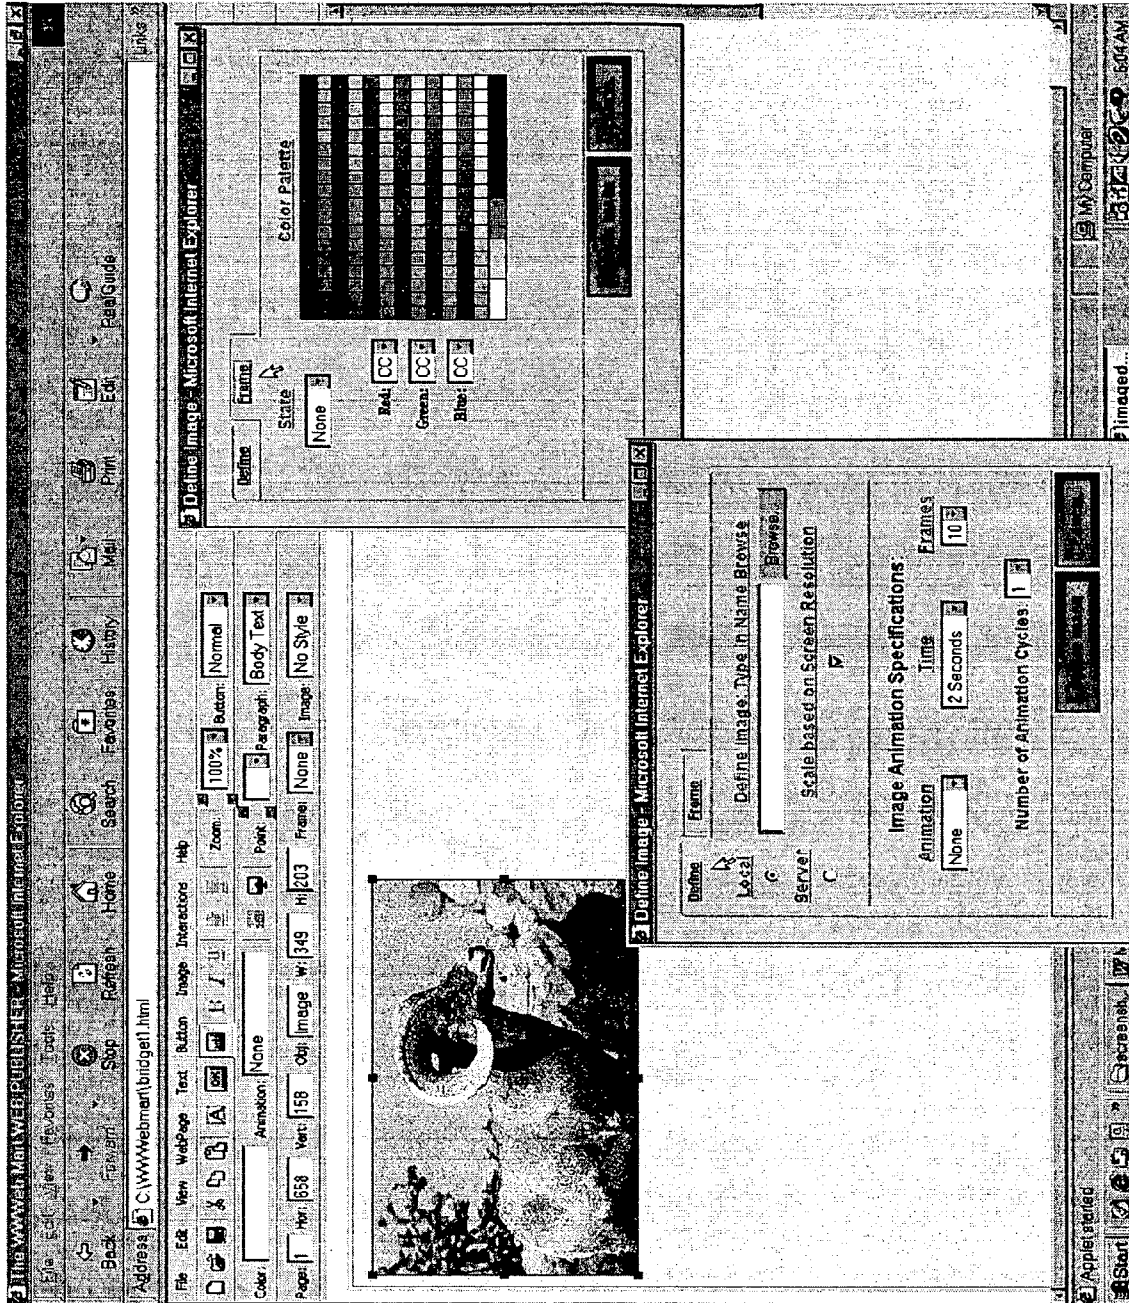 The WWWeb Mart WEB PUBLISHER - Microsoft Internet Explorer
File Edit View Favorites Tools Help
Back Forward Stop Refresh Home Search Favorites History Mail Print Edit RealGuide
Address C:\WWWebmart\bridget1.html Links »
File Edit View WebPage Text Button Image Interactions Help
Zoom: 100% Button: Normal
Color: Animation: None Point Paragraph: Body Text
Page: 1 Hor: 658 Vert: 158 Obj: Image W: 349 H: 203 Frame: None Image: No Style
Define Image - Microsoft Internet Explorer
Define Frame
State Color Palette
None
Red: CC
Green: CC
Blue: CC
Define Image - Microsoft Internet Explorer
Define Frame
Local Define Image: Type in Name Browse
Browse...
Server Scale based on Screen Resolution
Image Animation Specifications:
Animation Time Frames
None 2 Seconds 10
Number of Animation Cycles: 1
Applet started My Computer
Start screensh... imaged... 6:04 AM